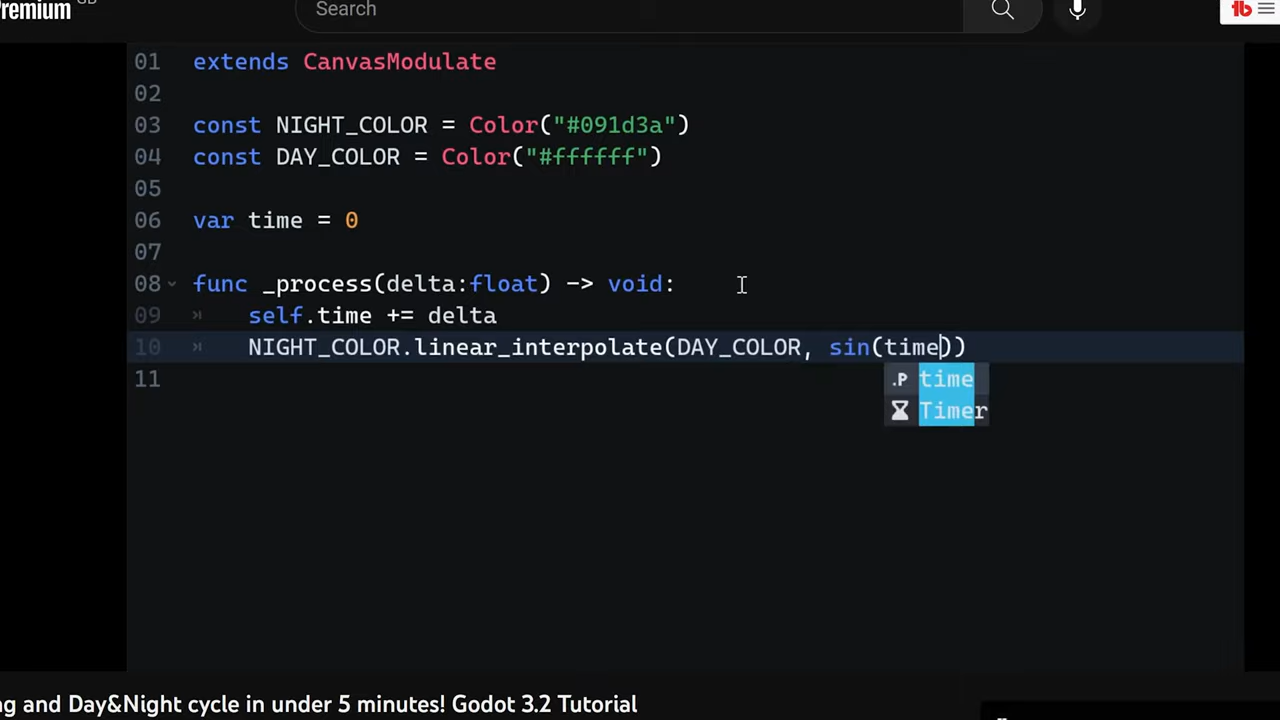 Premium
Search
01 extends CanvasModulate
02
03 const NIGHT_COLOR = Color("#091d3a")
04 const DAY_COLOR = Color("#ffffff")
05
06 var time = 0
07
08 func _process(delta:float) -> void:
09 self.time += delta
10 NIGHT_COLOR.linear_interpolate(DAY_COLOR, sin(time))
11
.P time
Timer
ng and Day&Night cycle in under 5 minutes! Godot 3.2 Tutorial